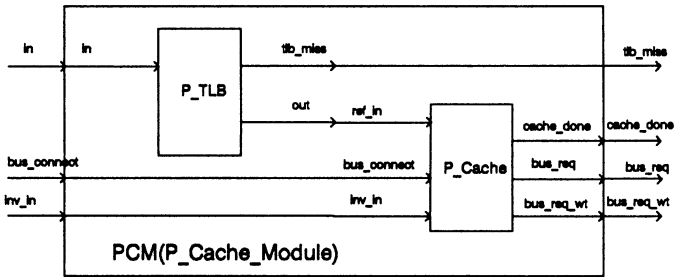 in in tlb_miss tlb_miss
P_TLB
out ref_in
cache_done cache_done
bus_connect bus_connect P_Cache bus_req bus_req
inv_in inv_in bus_req_wt bus_req_wt
PCM(P_Cache_Module)